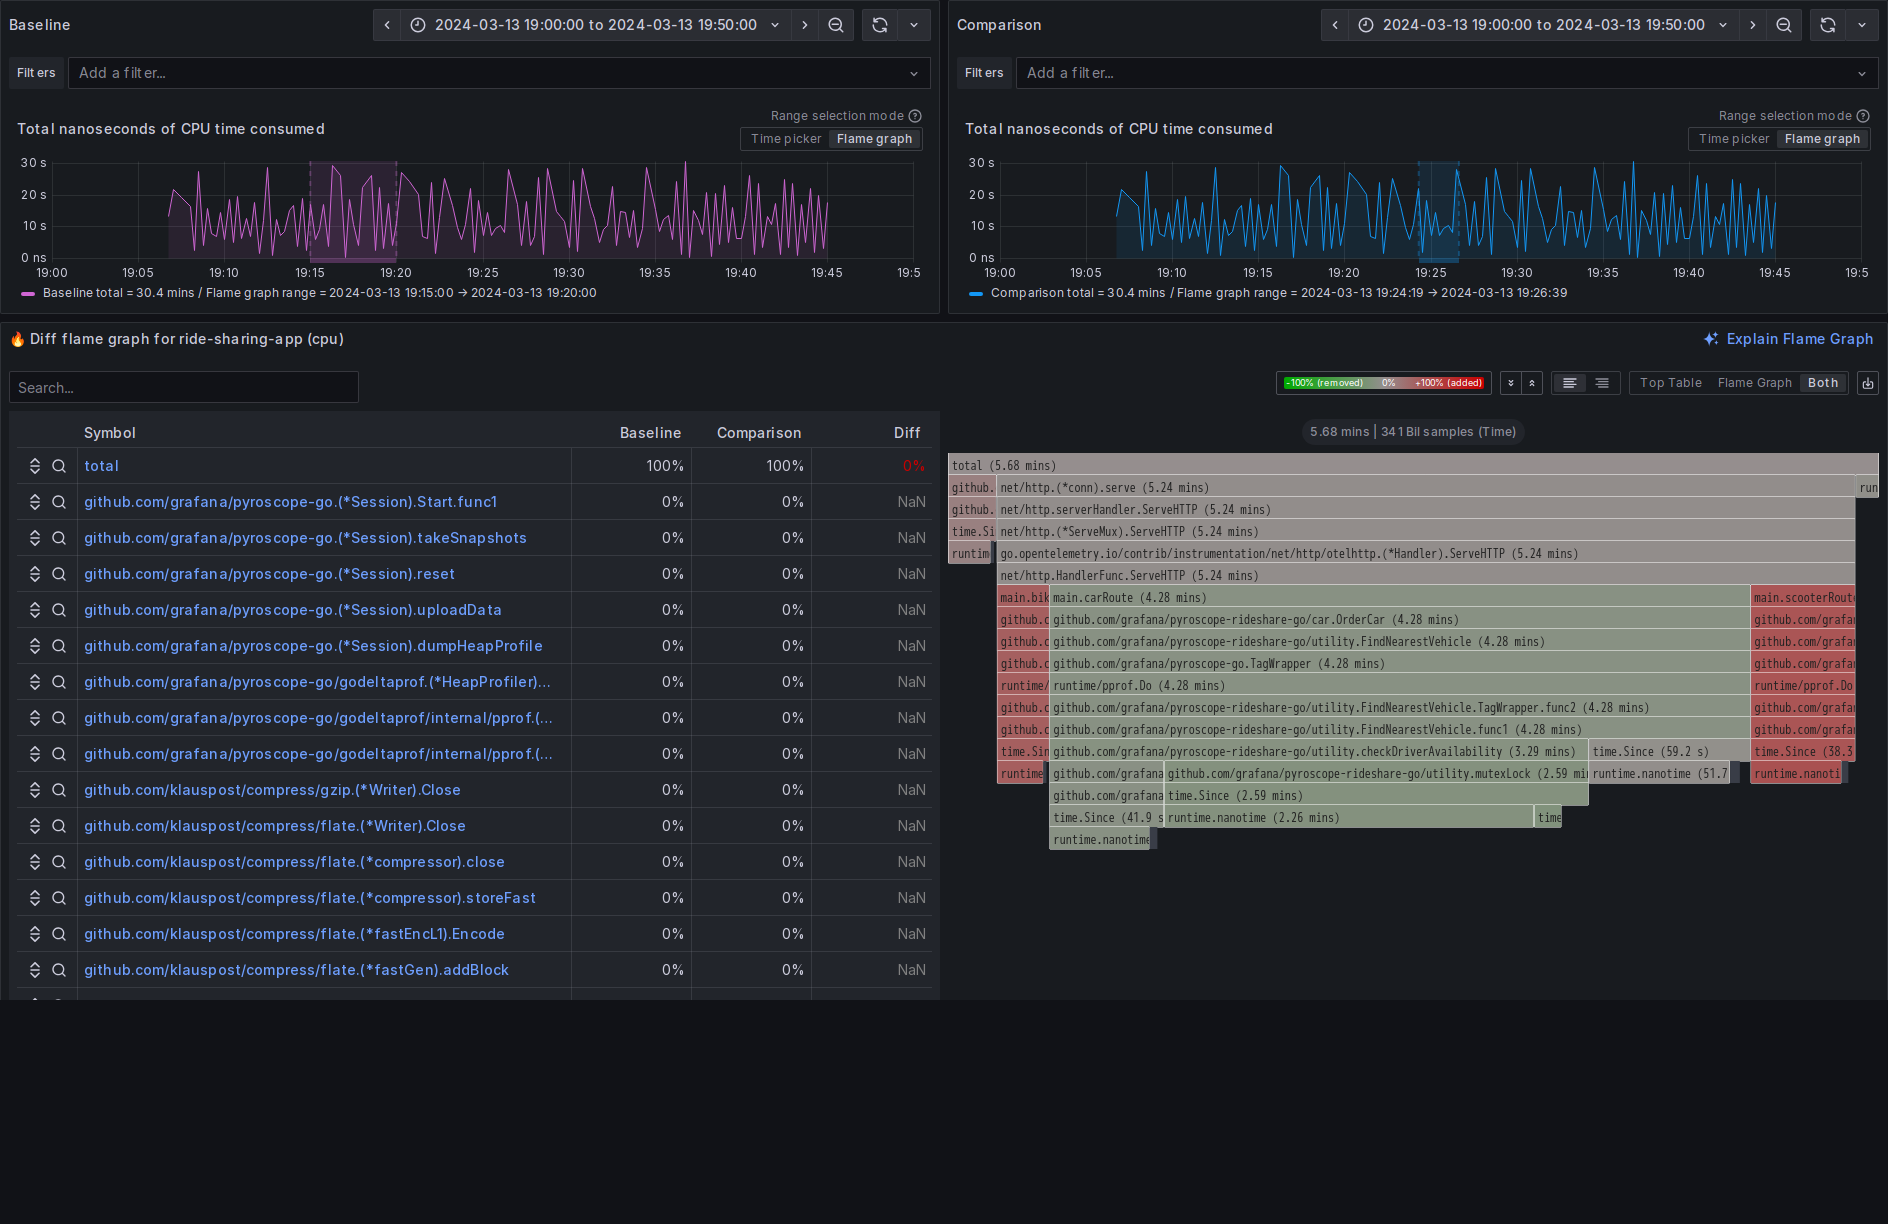 Baseline
2024-03-13 19:00:00 to 2024-03-13 19:50:00
Filters
Add a filter...
Range selection mode
Total nanoseconds of CPU time consumed
Time picker
Flame graph
30 s
20 s
10 s
0 ns
19:00 19:05 19:10 19:15 19:20 19:25 19:30 19:35 19:40 19:45 19:5
Baseline total = 30.4 mins / Flame graph range = 2024-03-13 19:15:00 → 2024-03-13 19:20:00
Comparison
2024-03-13 19:00:00 to 2024-03-13 19:50:00
Filters
Add a filter...
Range selection mode
Total nanoseconds of CPU time consumed
Time picker
Flame graph
30 s
20 s
10 s
0 ns
19:00 19:05 19:10 19:15 19:20 19:25 19:30 19:35 19:40 19:45 19:5
Comparison total = 30.4 mins / Flame graph range = 2024-03-13 19:24:19 → 2024-03-13 19:26:39
Diff flame graph for ride-sharing-app (cpu)
Explain Flame Graph
Search...
-100% (removed) 0% +100% (added)
Top Table Flame Graph Both
Symbol Baseline Comparison Diff
total 100% 100% 0%
github.com/grafana/pyroscope-go.(*Session).Start.func1 0% 0% NaN
github.com/grafana/pyroscope-go.(*Session).takeSnapshots 0% 0% NaN
github.com/grafana/pyroscope-go.(*Session).reset 0% 0% NaN
github.com/grafana/pyroscope-go.(*Session).uploadData 0% 0% NaN
github.com/grafana/pyroscope-go.(*Session).dumpHeapProfile 0% 0% NaN
github.com/grafana/pyroscope-go/godeltaprof.(*HeapProfiler)... 0% 0% NaN
github.com/grafana/pyroscope-go/godeltaprof/internal/pprof.(... 0% 0% NaN
github.com/grafana/pyroscope-go/godeltaprof/internal/pprof.(... 0% 0% NaN
github.com/klauspost/compress/gzip.(*Writer).Close 0% 0% NaN
github.com/klauspost/compress/flate.(*Writer).Close 0% 0% NaN
github.com/klauspost/compress/flate.(*compressor).close 0% 0% NaN
github.com/klauspost/compress/flate.(*compressor).storeFast 0% 0% NaN
github.com/klauspost/compress/flate.(*fastEncL1).Encode 0% 0% NaN
github.com/klauspost/compress/flate.(*fastGen).addBlock 0% 0% NaN
5.68 mins | 341 Bil samples (Time)
total (5.68 mins)
github. net/http.(*conn).serve (5.24 mins) run
github. net/http.serverHandler.ServeHTTP (5.24 mins)
time.Si net/http.(*ServeMux).ServeHTTP (5.24 mins)
runtim go.opentelemetry.io/contrib/instrumentation/net/http/otelhttp.(*Handler).ServeHTTP (5.24 mins)
net/http.HandlerFunc.ServeHTTP (5.24 mins)
main.bik main.carRoute (4.28 mins) main.scooterRout
github.c github.com/grafana/pyroscope-rideshare-go/car.OrderCar (4.28 mins) github.com/grafa
github.c github.com/grafana/pyroscope-rideshare-go/utility.FindNearestVehicle (4.28 mins) github.com/grafa
github.c github.com/grafana/pyroscope-go.TagWrapper (4.28 mins) github.com/grafa
runtime/ runtime/pprof.Do (4.28 mins) runtime/pprof.Do
github.c github.com/grafana/pyroscope-rideshare-go/utility.FindNearestVehicle.TagWrapper.func2 (4.28 mins) github.com/grafa
github.c github.com/grafana/pyroscope-rideshare-go/utility.FindNearestVehicle.func1 (4.28 mins) github.com/grafa
time.Sin github.com/grafana/pyroscope-rideshare-go/utility.checkDriverAvailability (3.29 mins) time.Since (59.2 s) time.Since (38.3
runtime github.com/grafana github.com/grafana/pyroscope-rideshare-go/utility.mutexLock (2.59 min runtime.nanotime (51.7 runtime.nanoti
github.com/grafana time.Since (2.59 mins)
time.Since (41.9 s runtime.nanotime (2.26 mins) time
runtime.nanotime